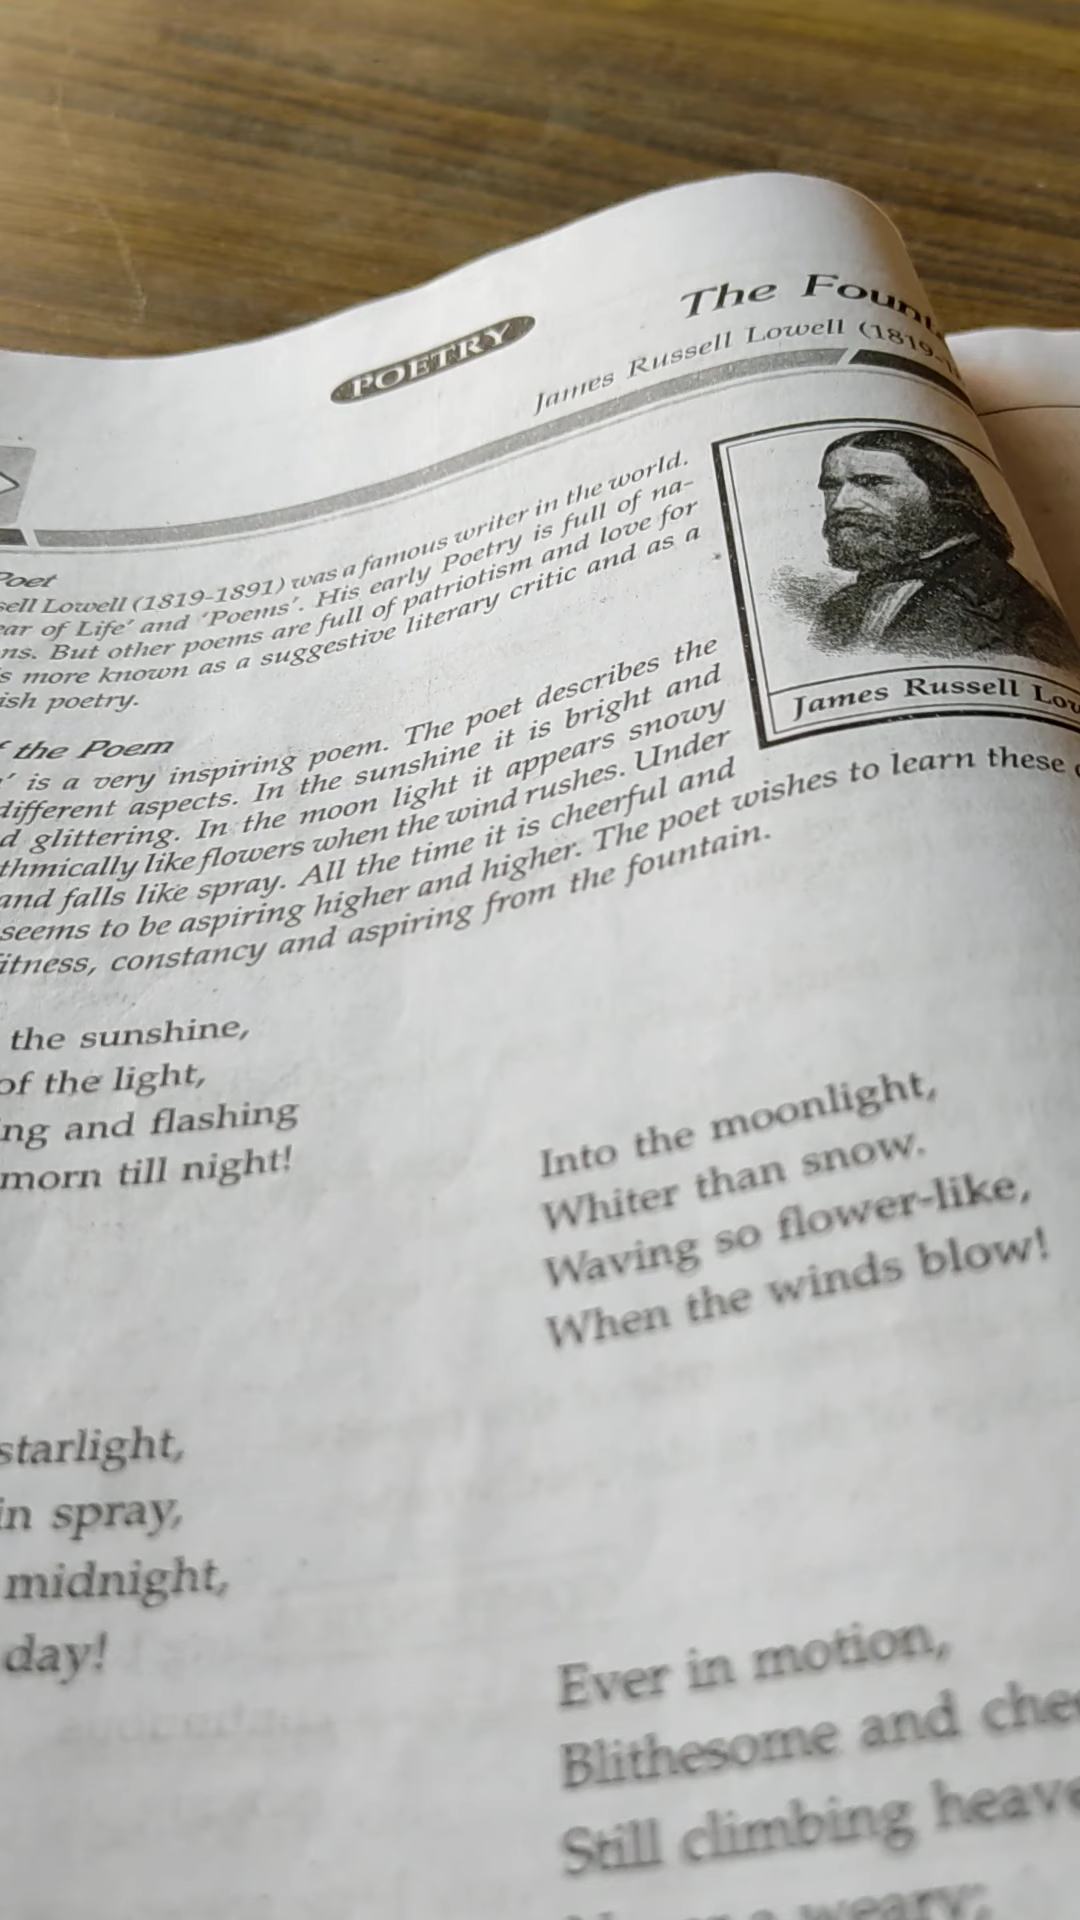 POETRY
The Fount
James Russell Lowell (1819-1
Poet
sell Lowell (1819-1891) was a famous writer in the world.
ear of Life' and 'Poems'. His early Poetry is full of na-
ns. But other poems are full of patriotism and love for
s more known as a suggestive literary critic and as a
ish poetry.
James Russell Low
f the Poem
' is a very inspiring poem. The poet describes the
different aspects. In the sunshine it is bright and
d glittering. In the moon light it appears snowy
thmically like flowers when the wind rushes. Under
and falls like spray. All the time it is cheerful and
seems to be aspiring higher and higher. The poet wishes to learn these
itness, constancy and aspiring from the fountain.
the sunshine,
of the light,
ng and flashing
morn till night!
Into the moonlight,
Whiter than snow.
Waving so flower-like,
When the winds blow!
starlight,
in spray,
midnight,
day!
Ever in motion,
Blithesome and chee
Still climbing heave
weary;